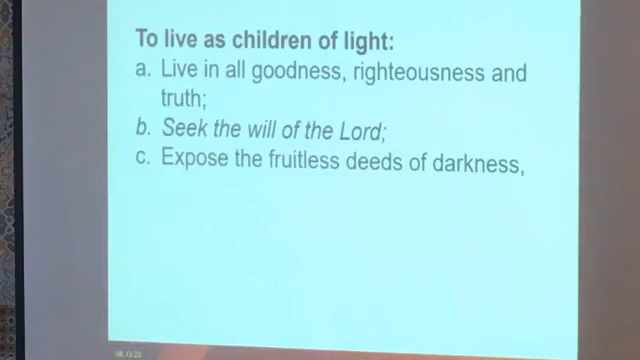 To live as children of light:
a. Live in all goodness, righteousness and
truth;
b. Seek the will of the Lord;
c. Expose the fruitless deeds of darkness,